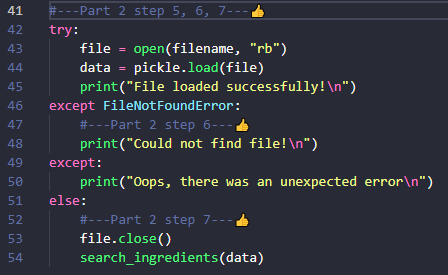 41 #---Part 2 step 5, 6, 7---👍
42 try:
43     file = open(filename, "rb")
44     data = pickle.load(file)
45     print("File loaded successfully!\n")
46 except FileNotFoundError:
47     #---Part 2 step 6---👍
48     print("Could not find file!\n")
49 except:
50     print("Oops, there was an unexpected error\n")
51 else:
52     #---Part 2 step 7---👍
53     file.close()
54     search_ingredients(data)